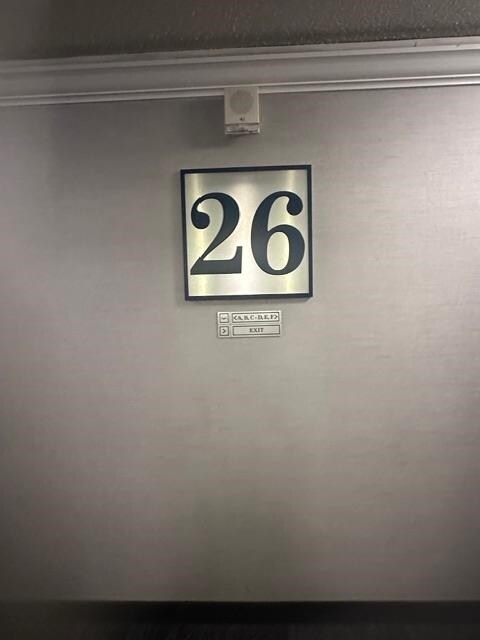 26
<A, B, C-D, E, F>
> EXIT